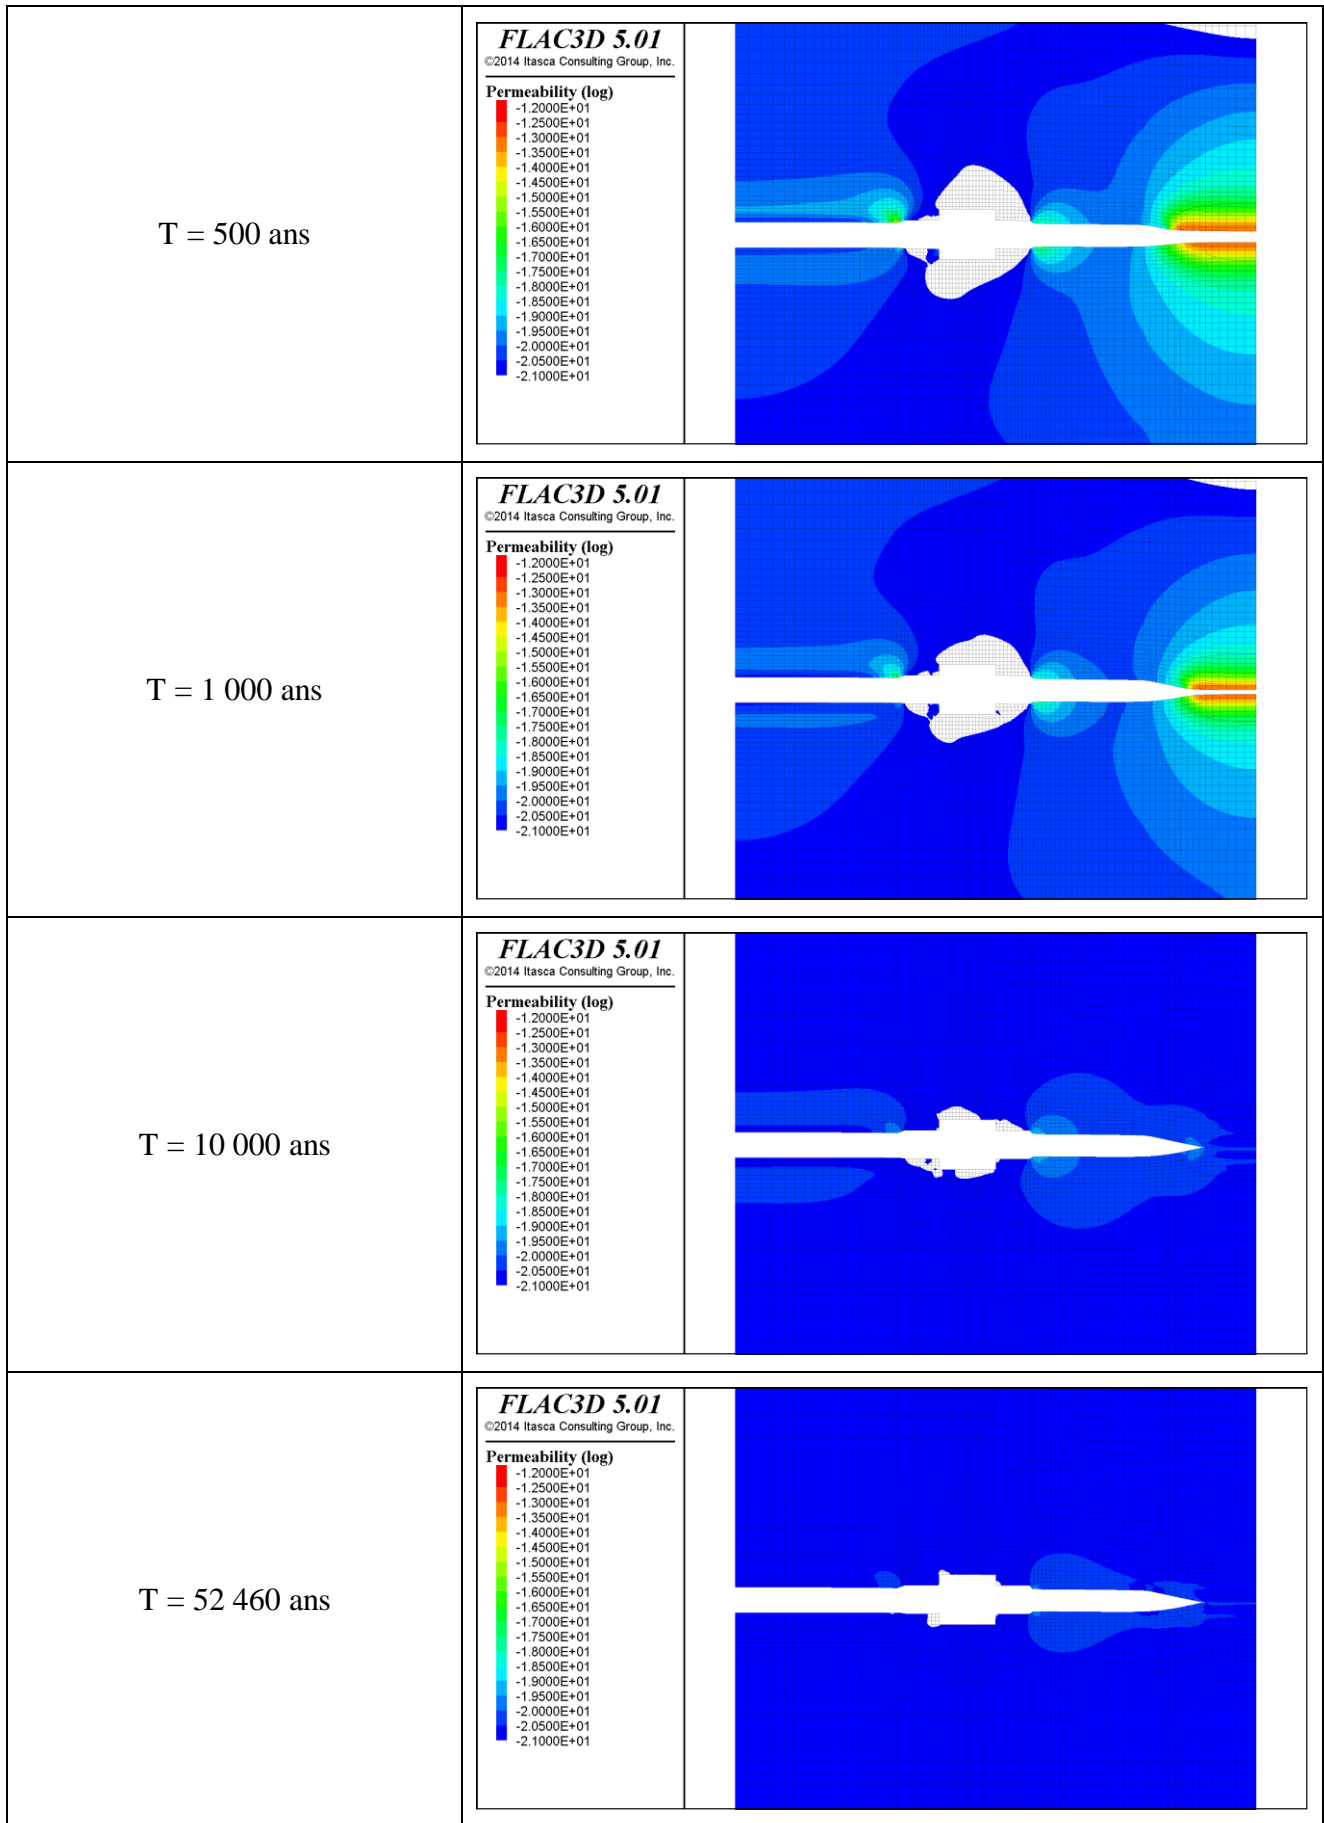 T = 500 ans
FLAC3D 5.01
©2014 Itasca Consulting Group, Inc.
Permeability (log)
-1.2000E+01
-1.2500E+01
-1.3000E+01
-1.3500E+01
-1.4000E+01
-1.4500E+01
-1.5000E+01
-1.5500E+01
-1.6000E+01
-1.6500E+01
-1.7000E+01
-1.7500E+01
-1.8000E+01
-1.8500E+01
-1.9000E+01
-1.9500E+01
-2.0000E+01
-2.0500E+01
-2.1000E+01
T = 1 000 ans
FLAC3D 5.01
©2014 Itasca Consulting Group, Inc.
Permeability (log)
-1.2000E+01
-1.2500E+01
-1.3000E+01
-1.3500E+01
-1.4000E+01
-1.4500E+01
-1.5000E+01
-1.5500E+01
-1.6000E+01
-1.6500E+01
-1.7000E+01
-1.7500E+01
-1.8000E+01
-1.8500E+01
-1.9000E+01
-1.9500E+01
-2.0000E+01
-2.0500E+01
-2.1000E+01
T = 10 000 ans
FLAC3D 5.01
©2014 Itasca Consulting Group, Inc.
Permeability (log)
-1.2000E+01
-1.2500E+01
-1.3000E+01
-1.3500E+01
-1.4000E+01
-1.4500E+01
-1.5000E+01
-1.5500E+01
-1.6000E+01
-1.6500E+01
-1.7000E+01
-1.7500E+01
-1.8000E+01
-1.8500E+01
-1.9000E+01
-1.9500E+01
-2.0000E+01
-2.0500E+01
-2.1000E+01
T = 52 460 ans
FLAC3D 5.01
©2014 Itasca Consulting Group, Inc.
Permeability (log)
-1.2000E+01
-1.2500E+01
-1.3000E+01
-1.3500E+01
-1.4000E+01
-1.4500E+01
-1.5000E+01
-1.5500E+01
-1.6000E+01
-1.6500E+01
-1.7000E+01
-1.7500E+01
-1.8000E+01
-1.8500E+01
-1.9000E+01
-1.9500E+01
-2.0000E+01
-2.0500E+01
-2.1000E+01